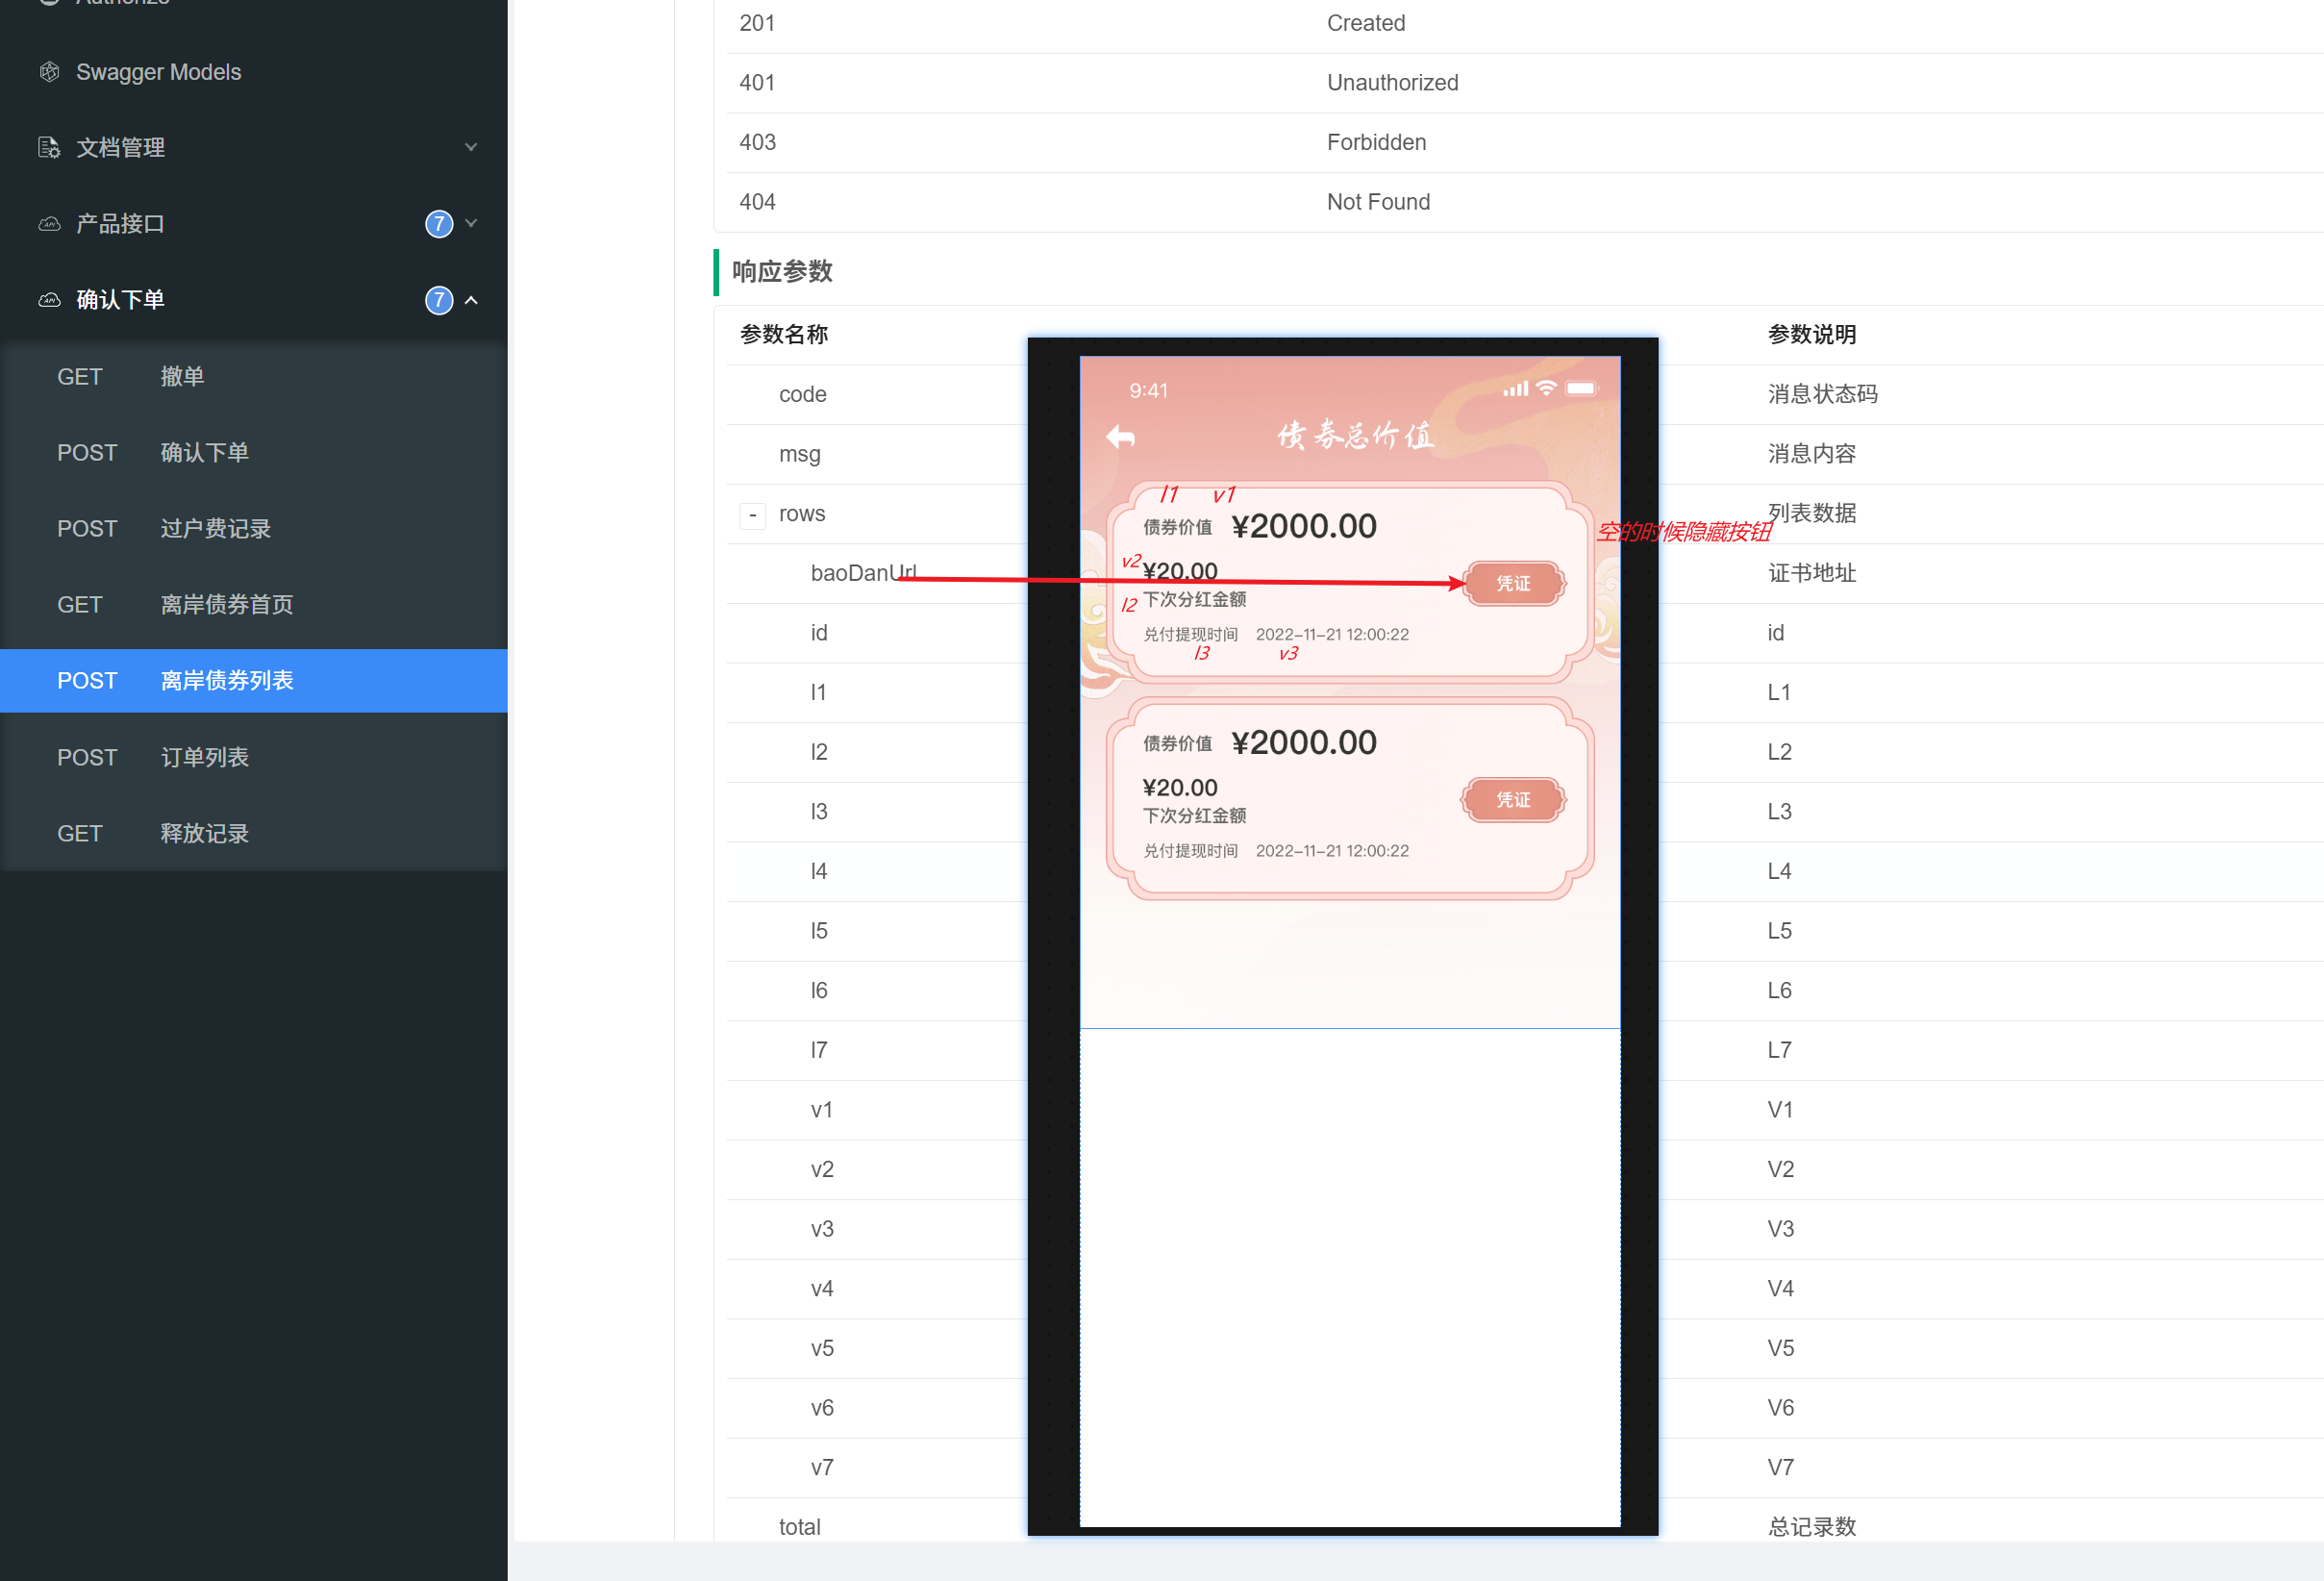 Authorize
Swagger Models
文档管理
产品接口 7
确认下单 7
GET 撤单
POST 确认下单
POST 过户费记录
GET 离岸债券首页
POST 离岸债券列表
POST 订单列表
GET 释放记录
201 Created
401 Unauthorized
403 Forbidden
404 Not Found
响应参数
参数名称 参数说明
code 消息状态码
msg 消息内容
- rows 列表数据
baoDanUrl 证书地址
id id
l1 L1
l2 L2
l3 L3
l4 L4
l5 L5
l6 L6
l7 L7
v1 V1
v2 V2
v3 V3
v4 V4
v5 V5
v6 V6
v7 V7
total 总记录数
9:41
债券总价值
l1 v1
债券价值 ¥2000.00
空的时候隐藏按钮
v2 ¥20.00
凭证
l2 下次分红金额
兑付提现时间 2022-11-21 12:00:22
l3 v3
债券价值 ¥2000.00
¥20.00
凭证
下次分红金额
兑付提现时间 2022-11-21 12:00:22